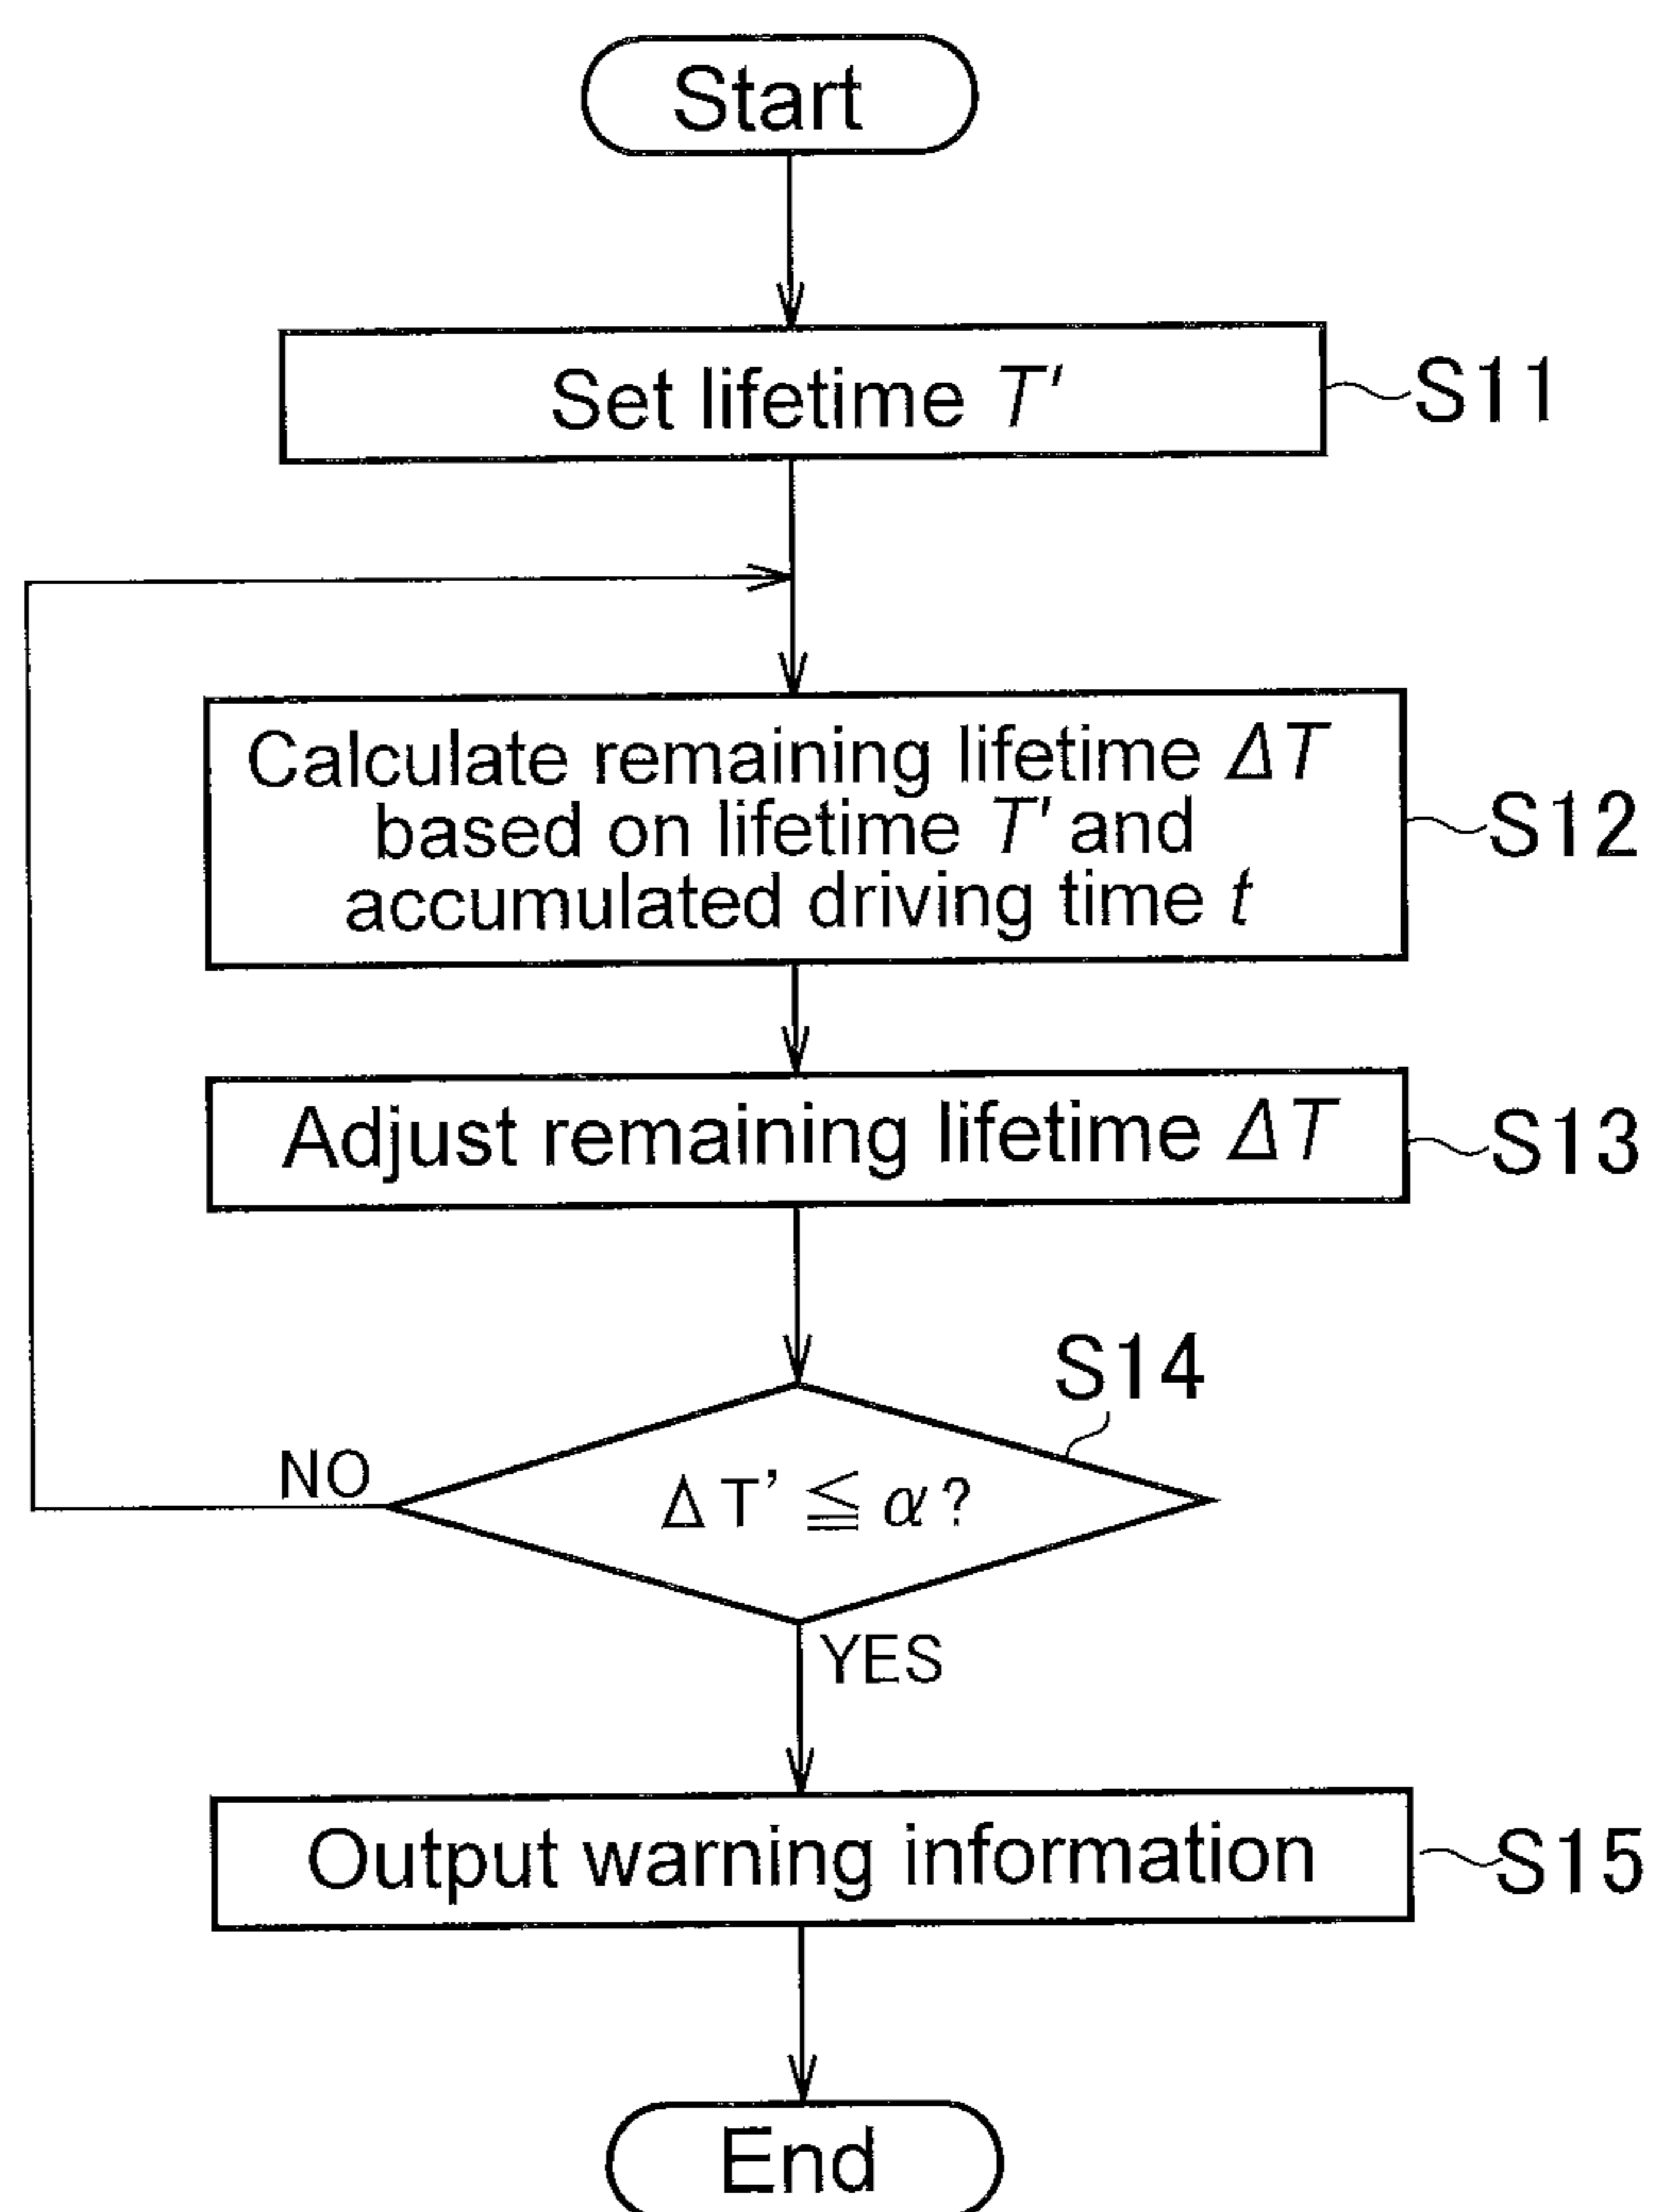 Start
Set lifetime T'
S11
Calculate remaining lifetime ΔT
based on lifetime T' and
accumulated driving time t
S12
Adjust remaining lifetime ΔT
S13
S14
NO
ΔT' ≦ α?
YES
Output warning information
S15
End